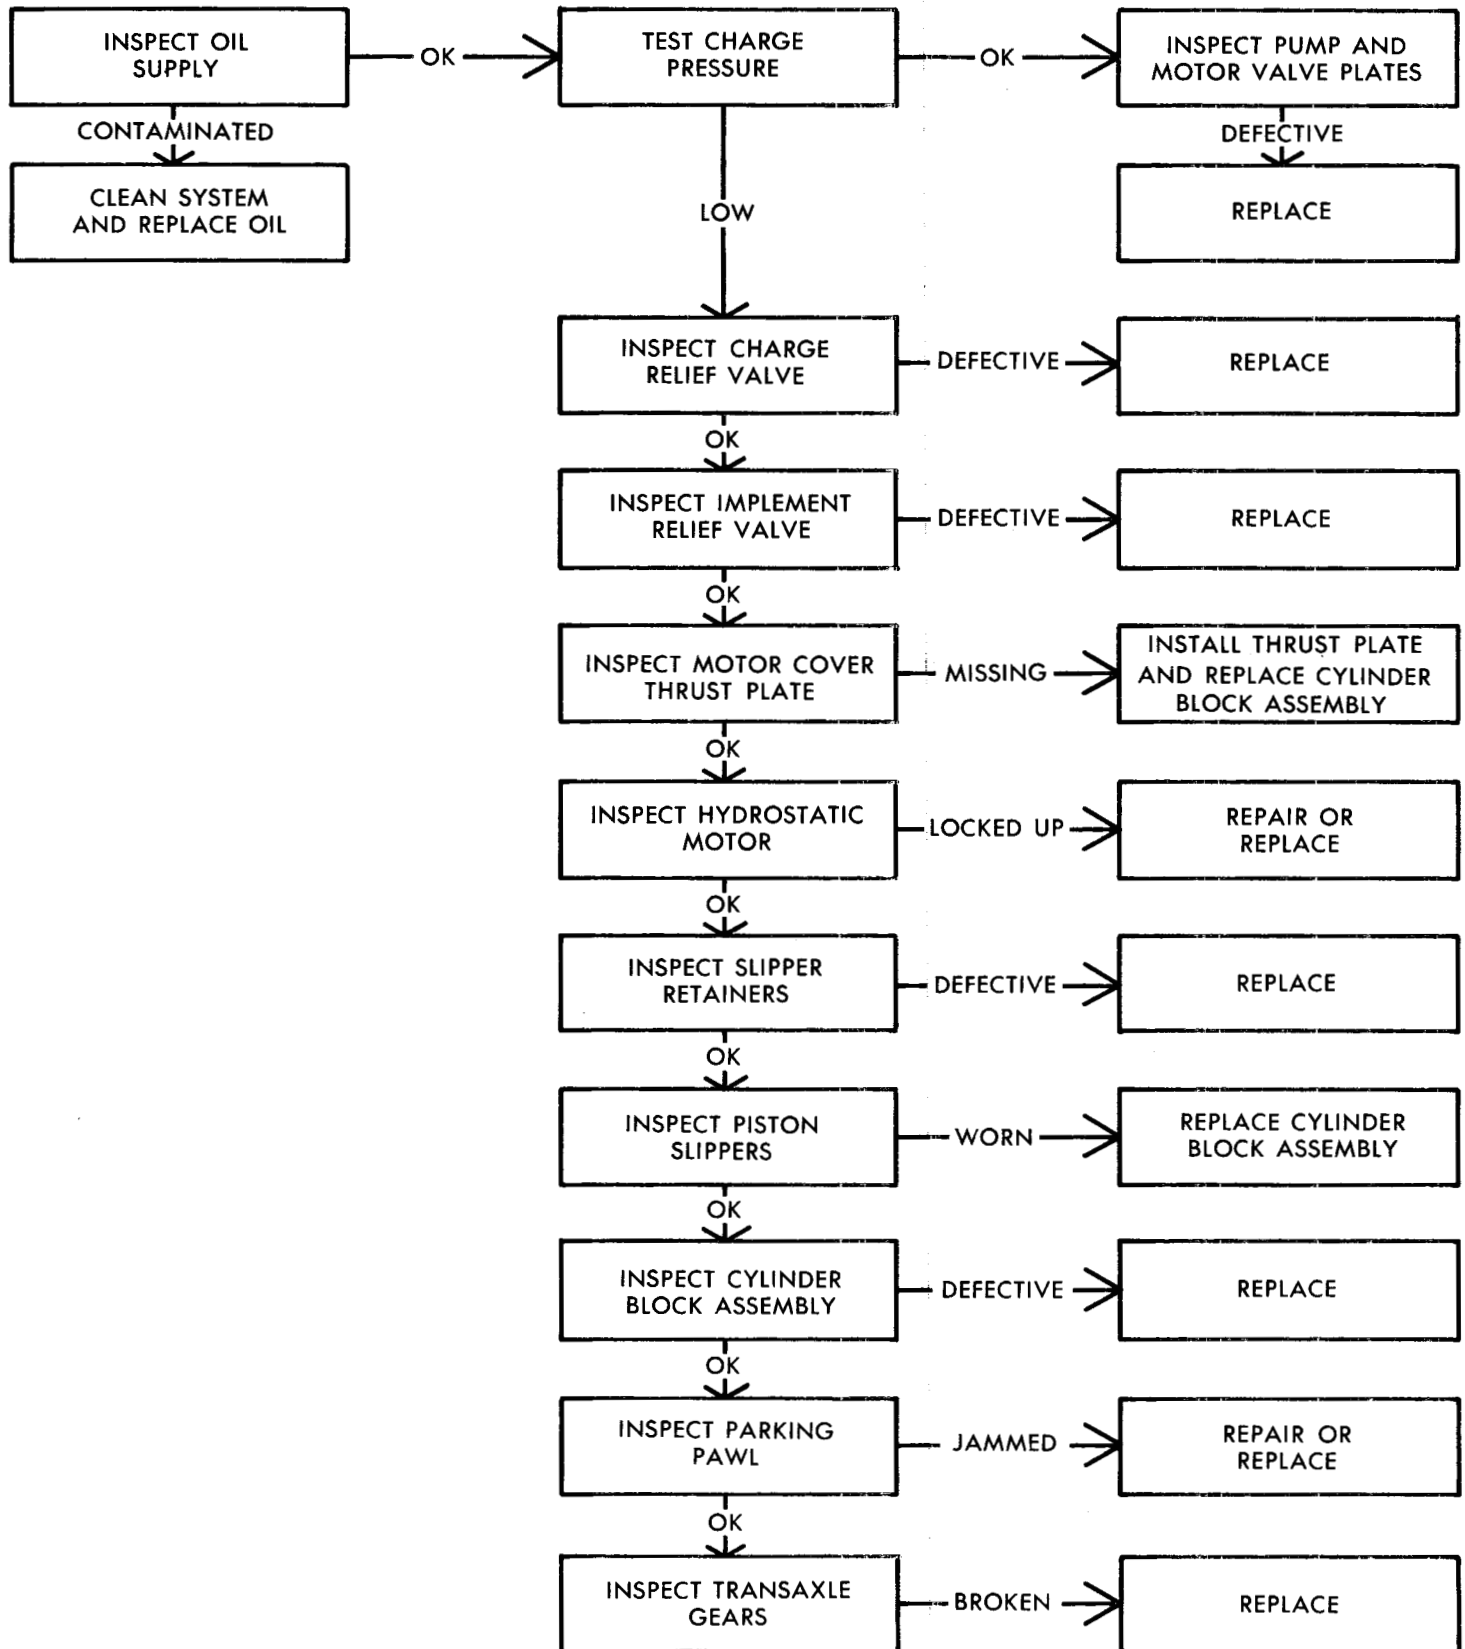 INSPECT OIL
SUPPLY
OK
TEST CHARGE
PRESSURE
OK
INSPECT PUMP AND
MOTOR VALVE PLATES
CONTAMINATED
DEFECTIVE
CLEAN SYSTEM
AND REPLACE OIL
LOW
REPLACE
INSPECT CHARGE
RELIEF VALVE
DEFECTIVE
REPLACE
OK
INSPECT IMPLEMENT
RELIEF VALVE
DEFECTIVE
REPLACE
OK
INSPECT MOTOR COVER
THRUST PLATE
MISSING
INSTALL THRUST PLATE
AND REPLACE CYLINDER
BLOCK ASSEMBLY
OK
INSPECT HYDROSTATIC
MOTOR
LOCKED UP
REPAIR OR
REPLACE
OK
INSPECT SLIPPER
RETAINERS
DEFECTIVE
REPLACE
OK
INSPECT PISTON
SLIPPERS
WORN
REPLACE CYLINDER
BLOCK ASSEMBLY
OK
INSPECT CYLINDER
BLOCK ASSEMBLY
DEFECTIVE
REPLACE
OK
INSPECT PARKING
PAWL
JAMMED
REPAIR OR
REPLACE
OK
INSPECT TRANSAXLE
GEARS
BROKEN
REPLACE